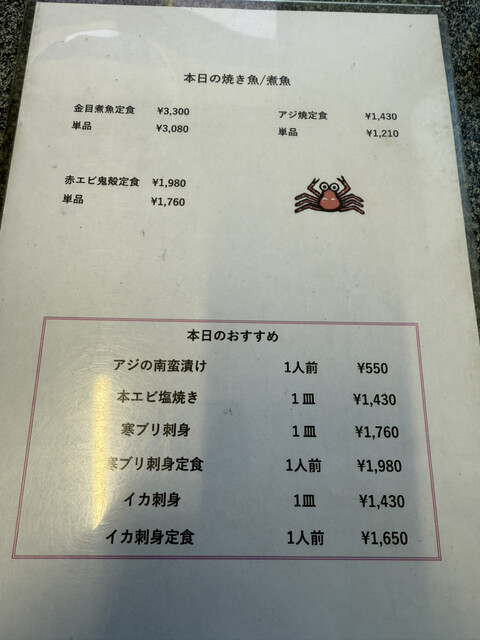 本日の焼き魚/煮魚
金目煮魚定食 ¥3,300
単品 ¥3,080
アジ焼定食 ¥1,430
単品 ¥1,210
赤エビ鬼殻定食 ¥1,980
単品 ¥1,760
本日のおすすめ
アジの南蛮漬け 1人前 ¥550
本エビ塩焼き 1皿 ¥1,430
寒ブリ刺身 1皿 ¥1,760
寒ブリ刺身定食 1人前 ¥1,980
イカ刺身 1皿 ¥1,430
イカ刺身定食 1人前 ¥1,650